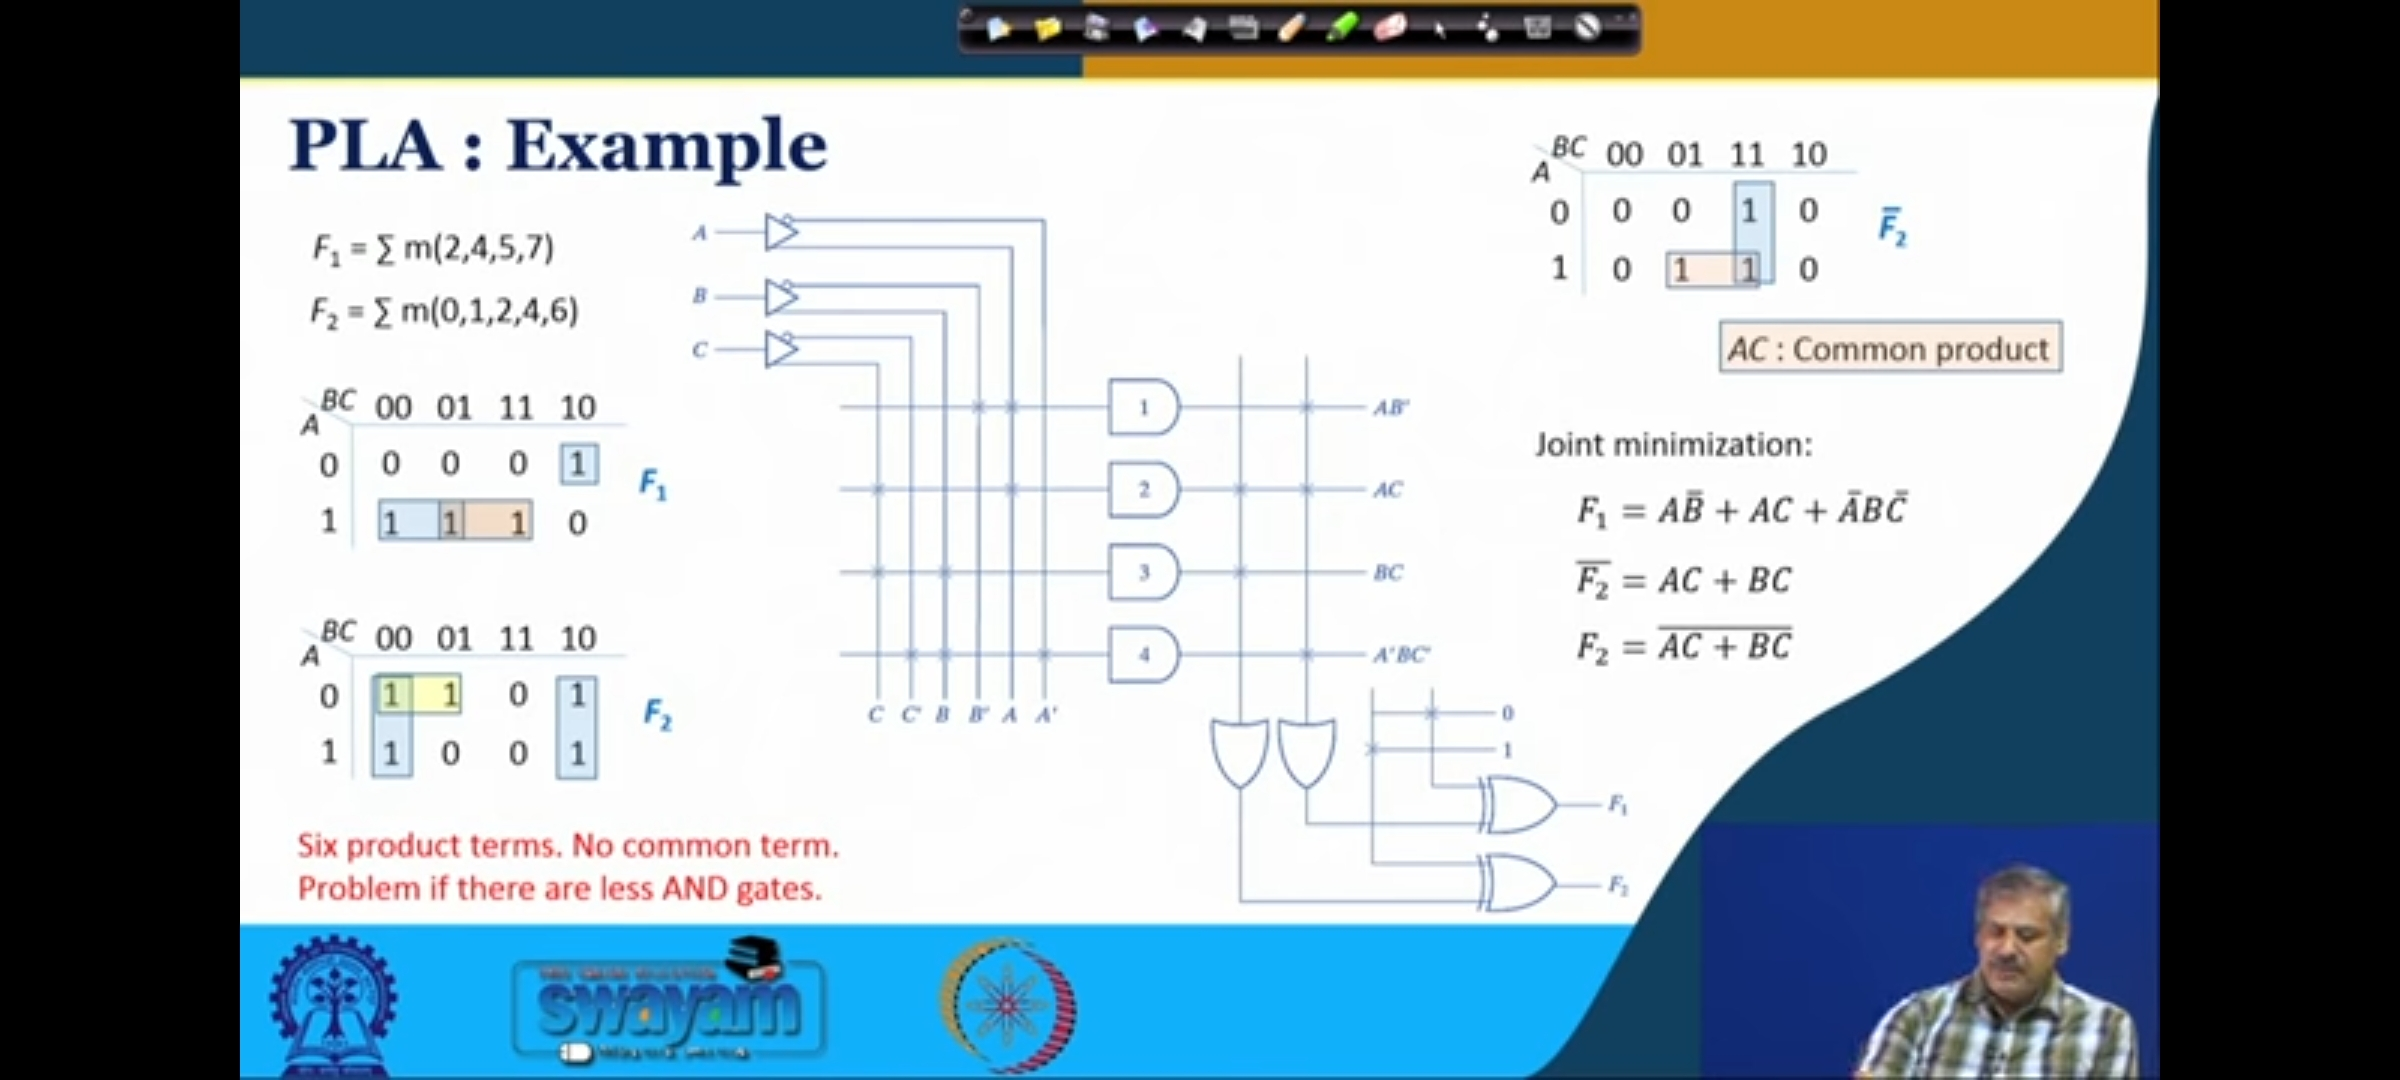 PLA : Example
F₁ = ∑ m(2,4,5,7)
F₂ = ∑ m(0,1,2,4,6)
BC 00 01 11 10
A
0 0 0 0 1
1 1 1 1 0
F₁
BC 00 01 11 10
A
0 1 1 0 1
1 1 0 0 1
F₂
Six product terms. No common term.
Problem if there are less AND gates.
A
B
C
1 AB'
2 AC
3 BC
4 A'BC'
C C' B B' A A'
0
1
F₁
F₂
BC 00 01 11 10
A
0 0 0 1 0
1 0 1 1 0
F̅₂
AC : Common product
Joint minimization:
F₁ = AB̅ + AC + A̅BC̅
F̅₂̅ = AC + BC
F₂ = A̅C̅ ̅+̅ ̅B̅C̅
swayam